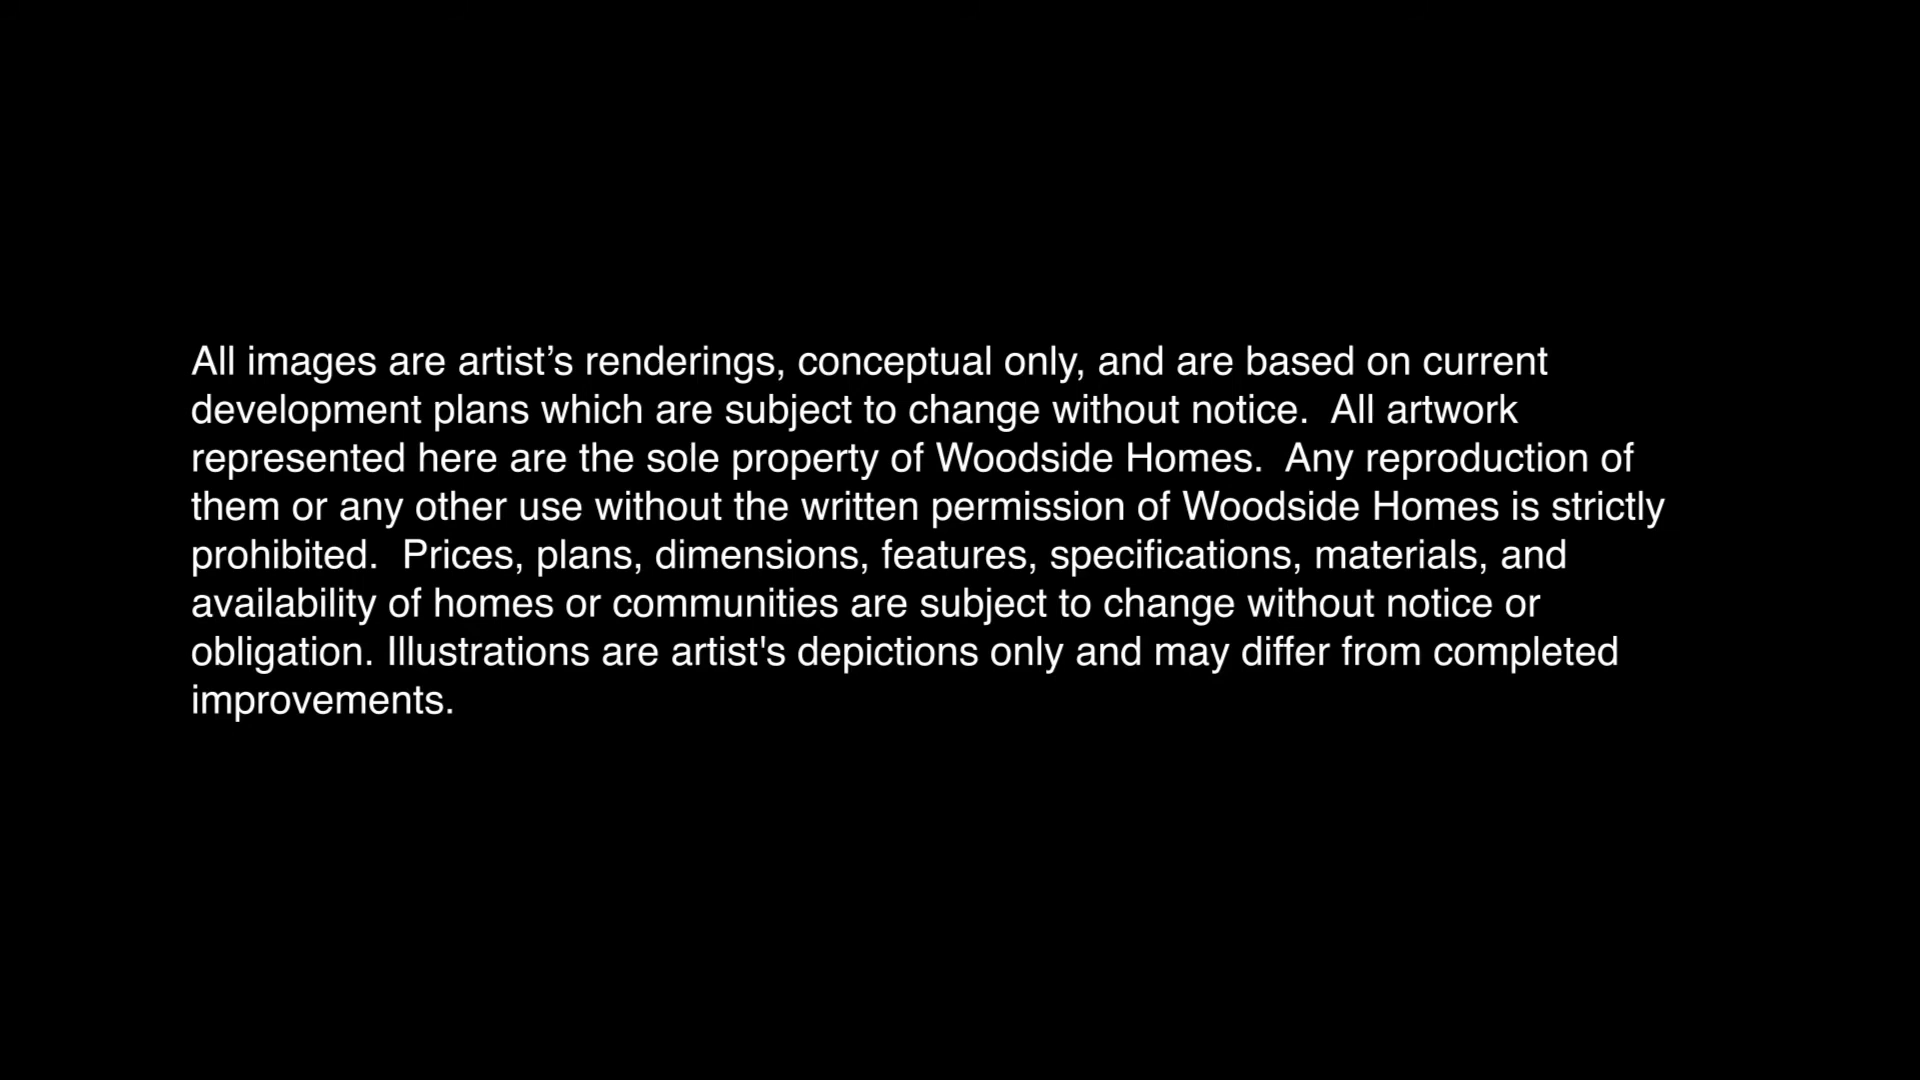 All images are artist’s renderings, conceptual only, and are based on current
development plans which are subject to change without notice.  All artwork
represented here are the sole property of Woodside Homes.  Any reproduction of
them or any other use without the written permission of Woodside Homes is strictly
prohibited.  Prices, plans, dimensions, features, specifications, materials, and
availability of homes or communities are subject to change without notice or
obligation. Illustrations are artist's depictions only and may differ from completed
improvements.